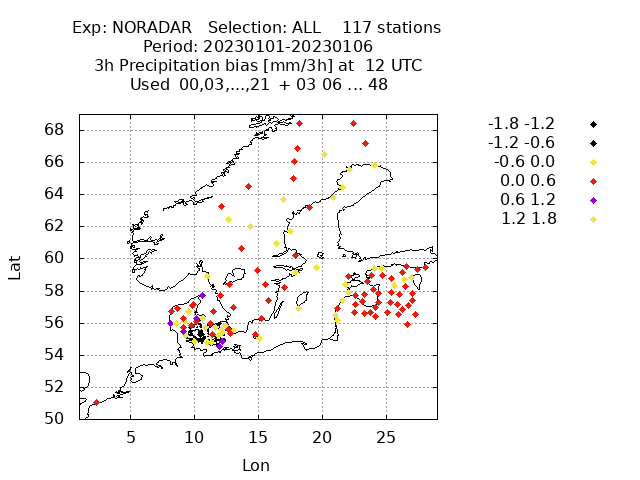 Exp: NORADAR   Selection: ALL    117 stations
Period: 20230101-20230106
3h Precipitation bias [mm/3h] at  12 UTC
Used  00,03,...,21  + 03 06 ... 48
68
66
64
62
60
58
56
54
52
50
Lat
5 10 15 20 25
Lon
-1.8 -1.2
-1.2 -0.6
-0.6 0.0
0.0 0.6
0.6 1.2
1.2 1.8